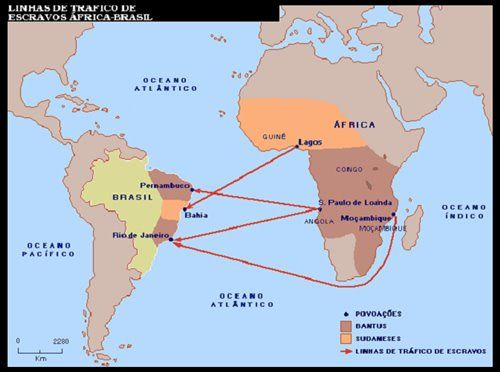 LINHAS DE TRAFICO DE
ESCRAVOS ÁFRICA-BRASIL
OCEANO
ATLÂNTICO
ÁFRICA
GUINÉ
Lagos
CONGO
Pernambuco
BRASIL
S. Paulo de Loanda
Bahia
ANGOLA
Moçambique
MOÇAMBIQUE
OCEANO
ÍNDICO
Rio de Janeiro
OCEANO
PACÍFICO
OCEANO
ATLÂNTICO
POVOAÇÕES
BANTUS
SUDANESES
LINHAS DE TRÁFICO DE ESCRAVOS
0 2280
Km